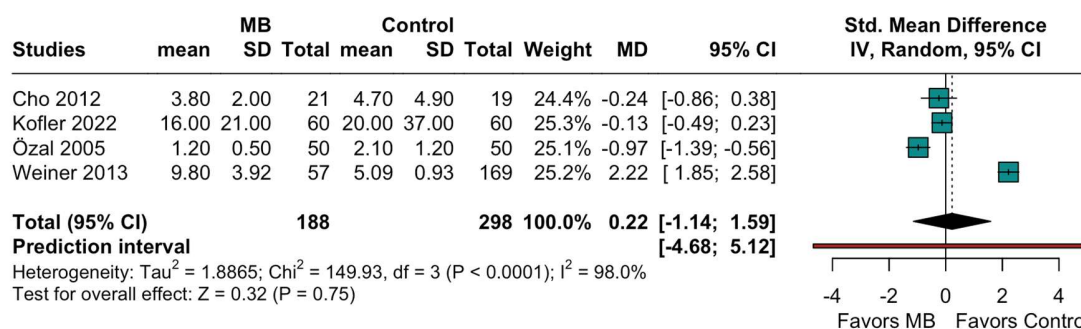 MB Control Std. Mean Difference
Studies mean SD Total mean SD Total Weight MD 95% CI IV, Random, 95% CI
Cho 2012 3.80 2.00 21 4.70 4.90 19 24.4% -0.24 [-0.86; 0.38]
Kofler 2022 16.00 21.00 60 20.00 37.00 60 25.3% -0.13 [-0.49; 0.23]
Özal 2005 1.20 0.50 50 2.10 1.20 50 25.1% -0.97 [-1.39; -0.56]
Weiner 2013 9.80 3.92 57 5.09 0.93 169 25.2% 2.22 [ 1.85; 2.58]
Total (95% CI) 188 298 100.0% 0.22 [-1.14; 1.59]
Prediction interval [-4.68; 5.12]
Heterogeneity: Tau² = 1.8865; Chi² = 149.93, df = 3 (P < 0.0001); I² = 98.0%
Test for overall effect: Z = 0.32 (P = 0.75)
-4 -2 0 2 4
Favors MB Favors Control